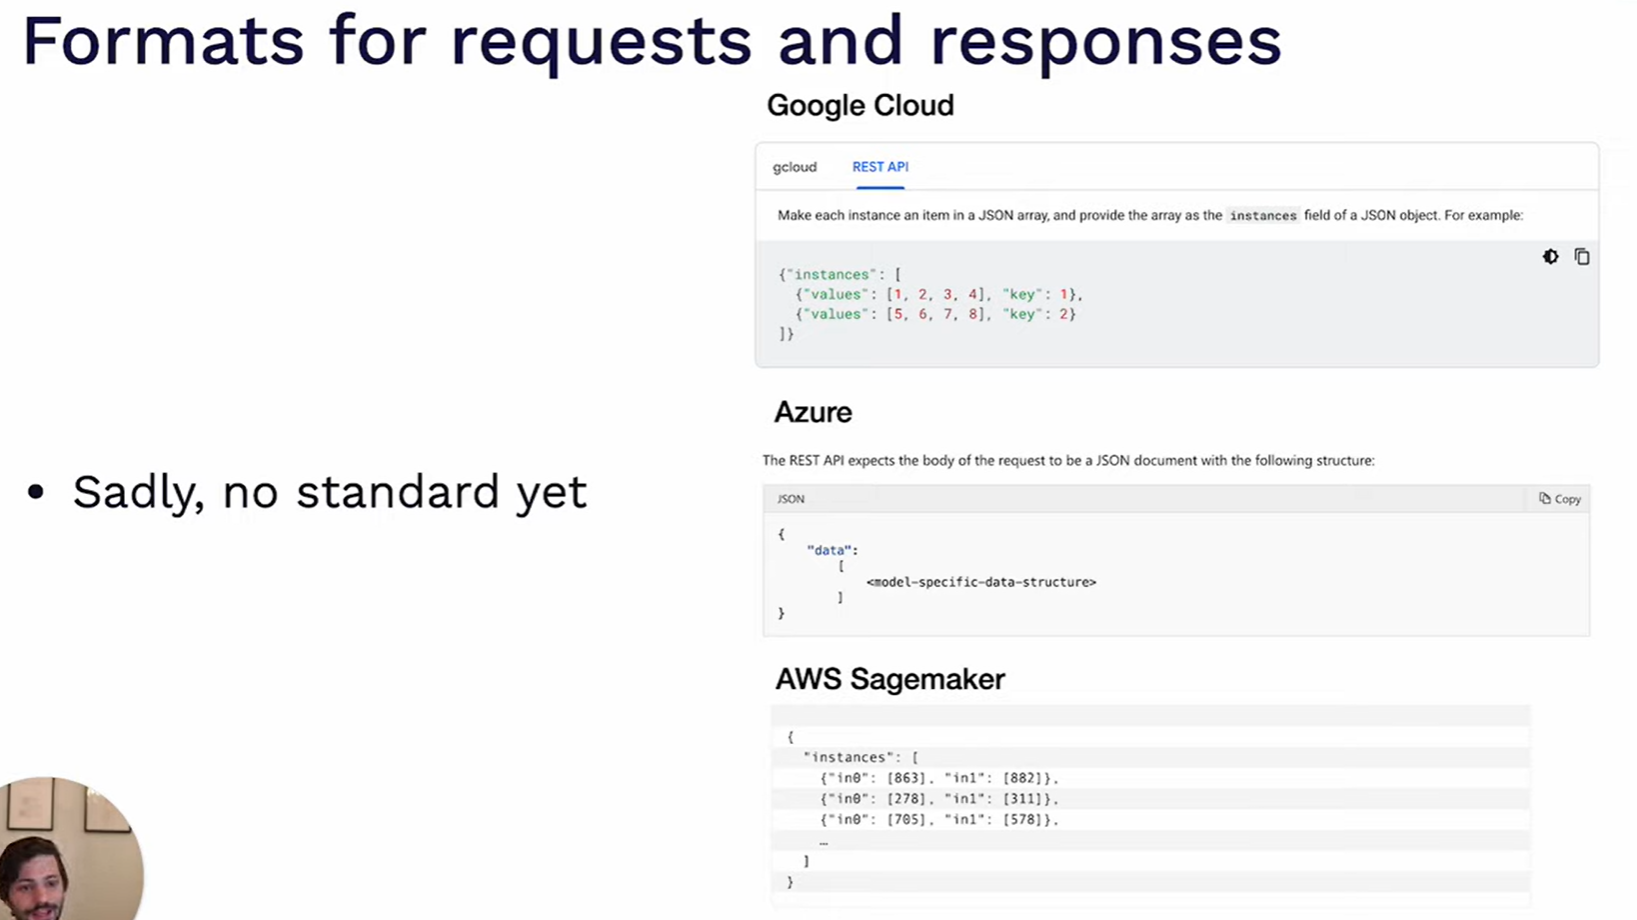 Formats for requests and responses
• Sadly, no standard yet
Google Cloud
gcloud REST API
Make each instance an item in a JSON array, and provide the array as the instances field of a JSON object. For example:
{"instances": [
{"values": [1, 2, 3, 4], "key": 1},
{"values": [5, 6, 7, 8], "key": 2}
]}
Azure
The REST API expects the body of the request to be a JSON document with the following structure:
JSON Copy
{
"data":
[
<model-specific-data-structure>
]
}
AWS Sagemaker
{
"instances": [
{"in0": [863], "in1": [882]},
{"in0": [278], "in1": [311]},
{"in0": [705], "in1": [578]},
…
]
}